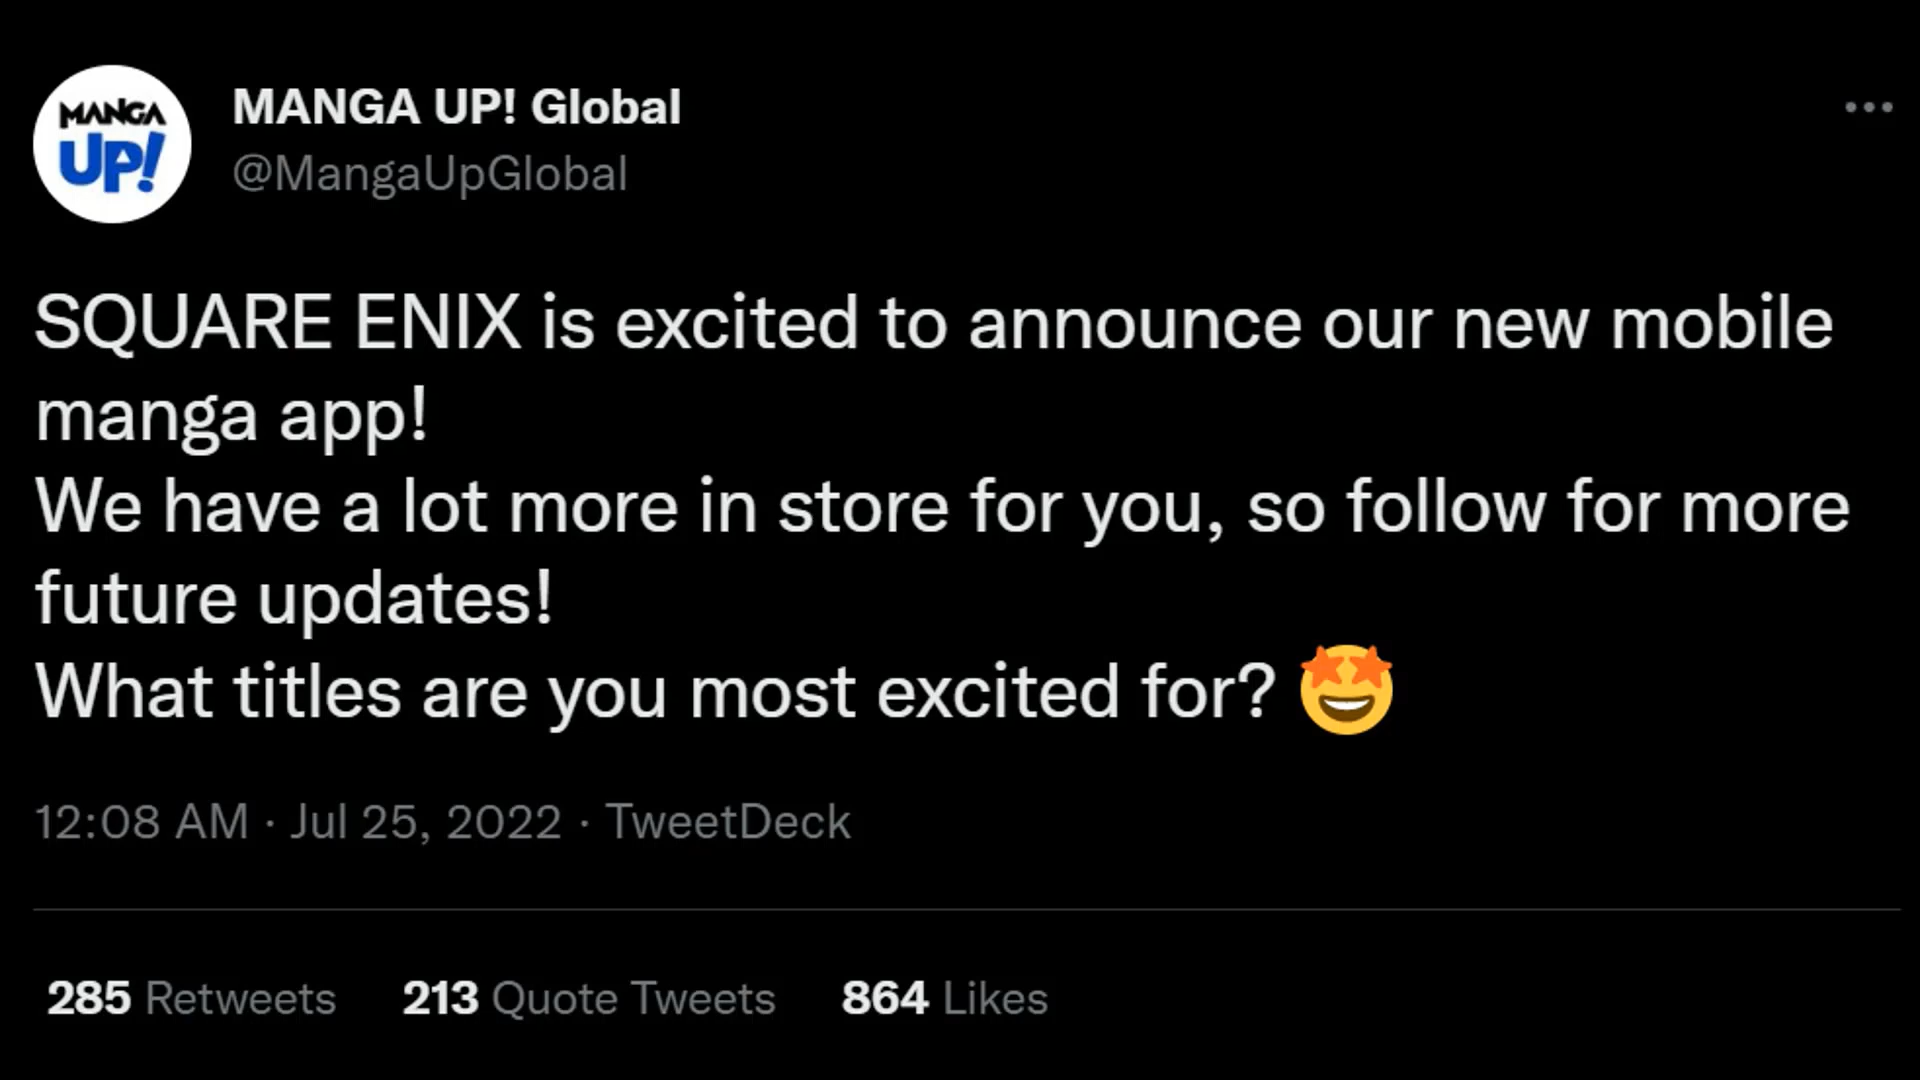 MANGA
UP!
MANGA UP! Global
@MangaUpGlobal
SQUARE ENIX is excited to announce our new mobile
manga app!
We have a lot more in store for you, so follow for more
future updates!
What titles are you most excited for? 🤩
12:08 AM · Jul 25, 2022 · TweetDeck
285 Retweets 213 Quote Tweets 864 Likes